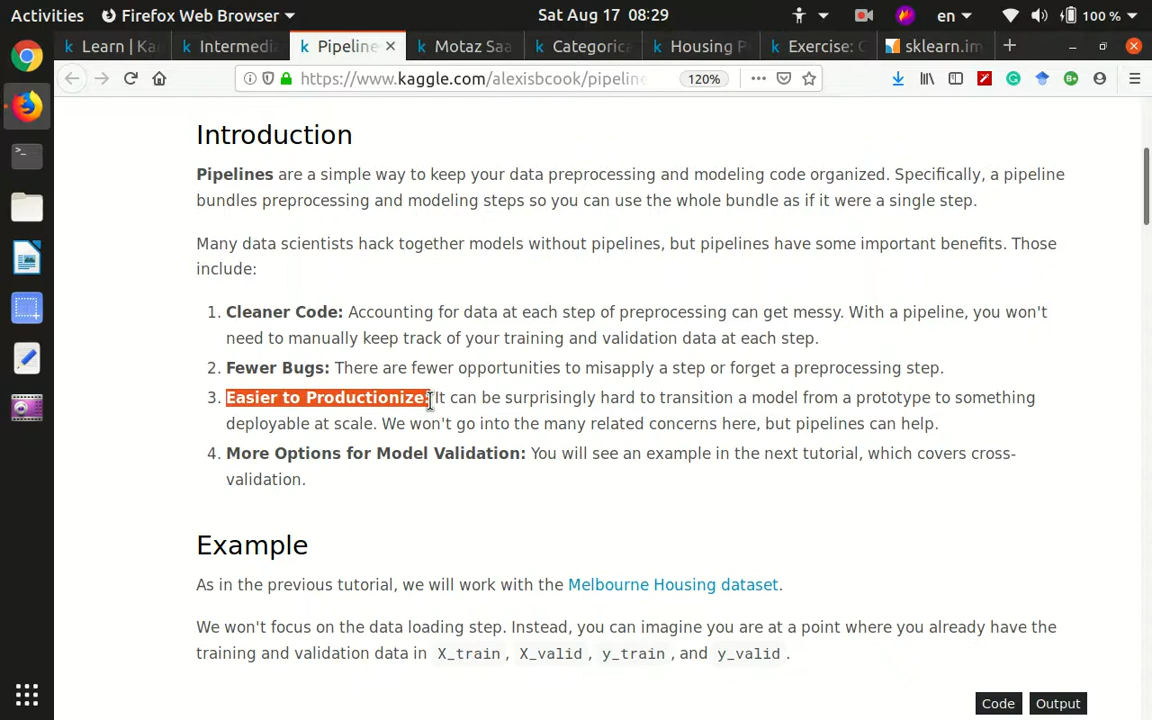 Activities Firefox Web Browser Sat Aug 17 08:29 en 100 %
Learn | Ka Intermedi Pipeline Motaz Saa Categorica Housing P Exercise: C sklearn.im
https://www.kaggle.com/alexisbcook/pipeline 120%
Introduction
Pipelines are a simple way to keep your data preprocessing and modeling code organized. Specifically, a pipeline
bundles preprocessing and modeling steps so you can use the whole bundle as if it were a single step.
Many data scientists hack together models without pipelines, but pipelines have some important benefits. Those
include:
1. Cleaner Code: Accounting for data at each step of preprocessing can get messy. With a pipeline, you won't
need to manually keep track of your training and validation data at each step.
2. Fewer Bugs: There are fewer opportunities to misapply a step or forget a preprocessing step.
3. Easier to Productionize: It can be surprisingly hard to transition a model from a prototype to something
deployable at scale. We won't go into the many related concerns here, but pipelines can help.
4. More Options for Model Validation: You will see an example in the next tutorial, which covers cross-
validation.
Example
As in the previous tutorial, we will work with the Melbourne Housing dataset.
We won't focus on the data loading step. Instead, you can imagine you are at a point where you already have the
training and validation data in X_train, X_valid, y_train, and y_valid.
Code Output